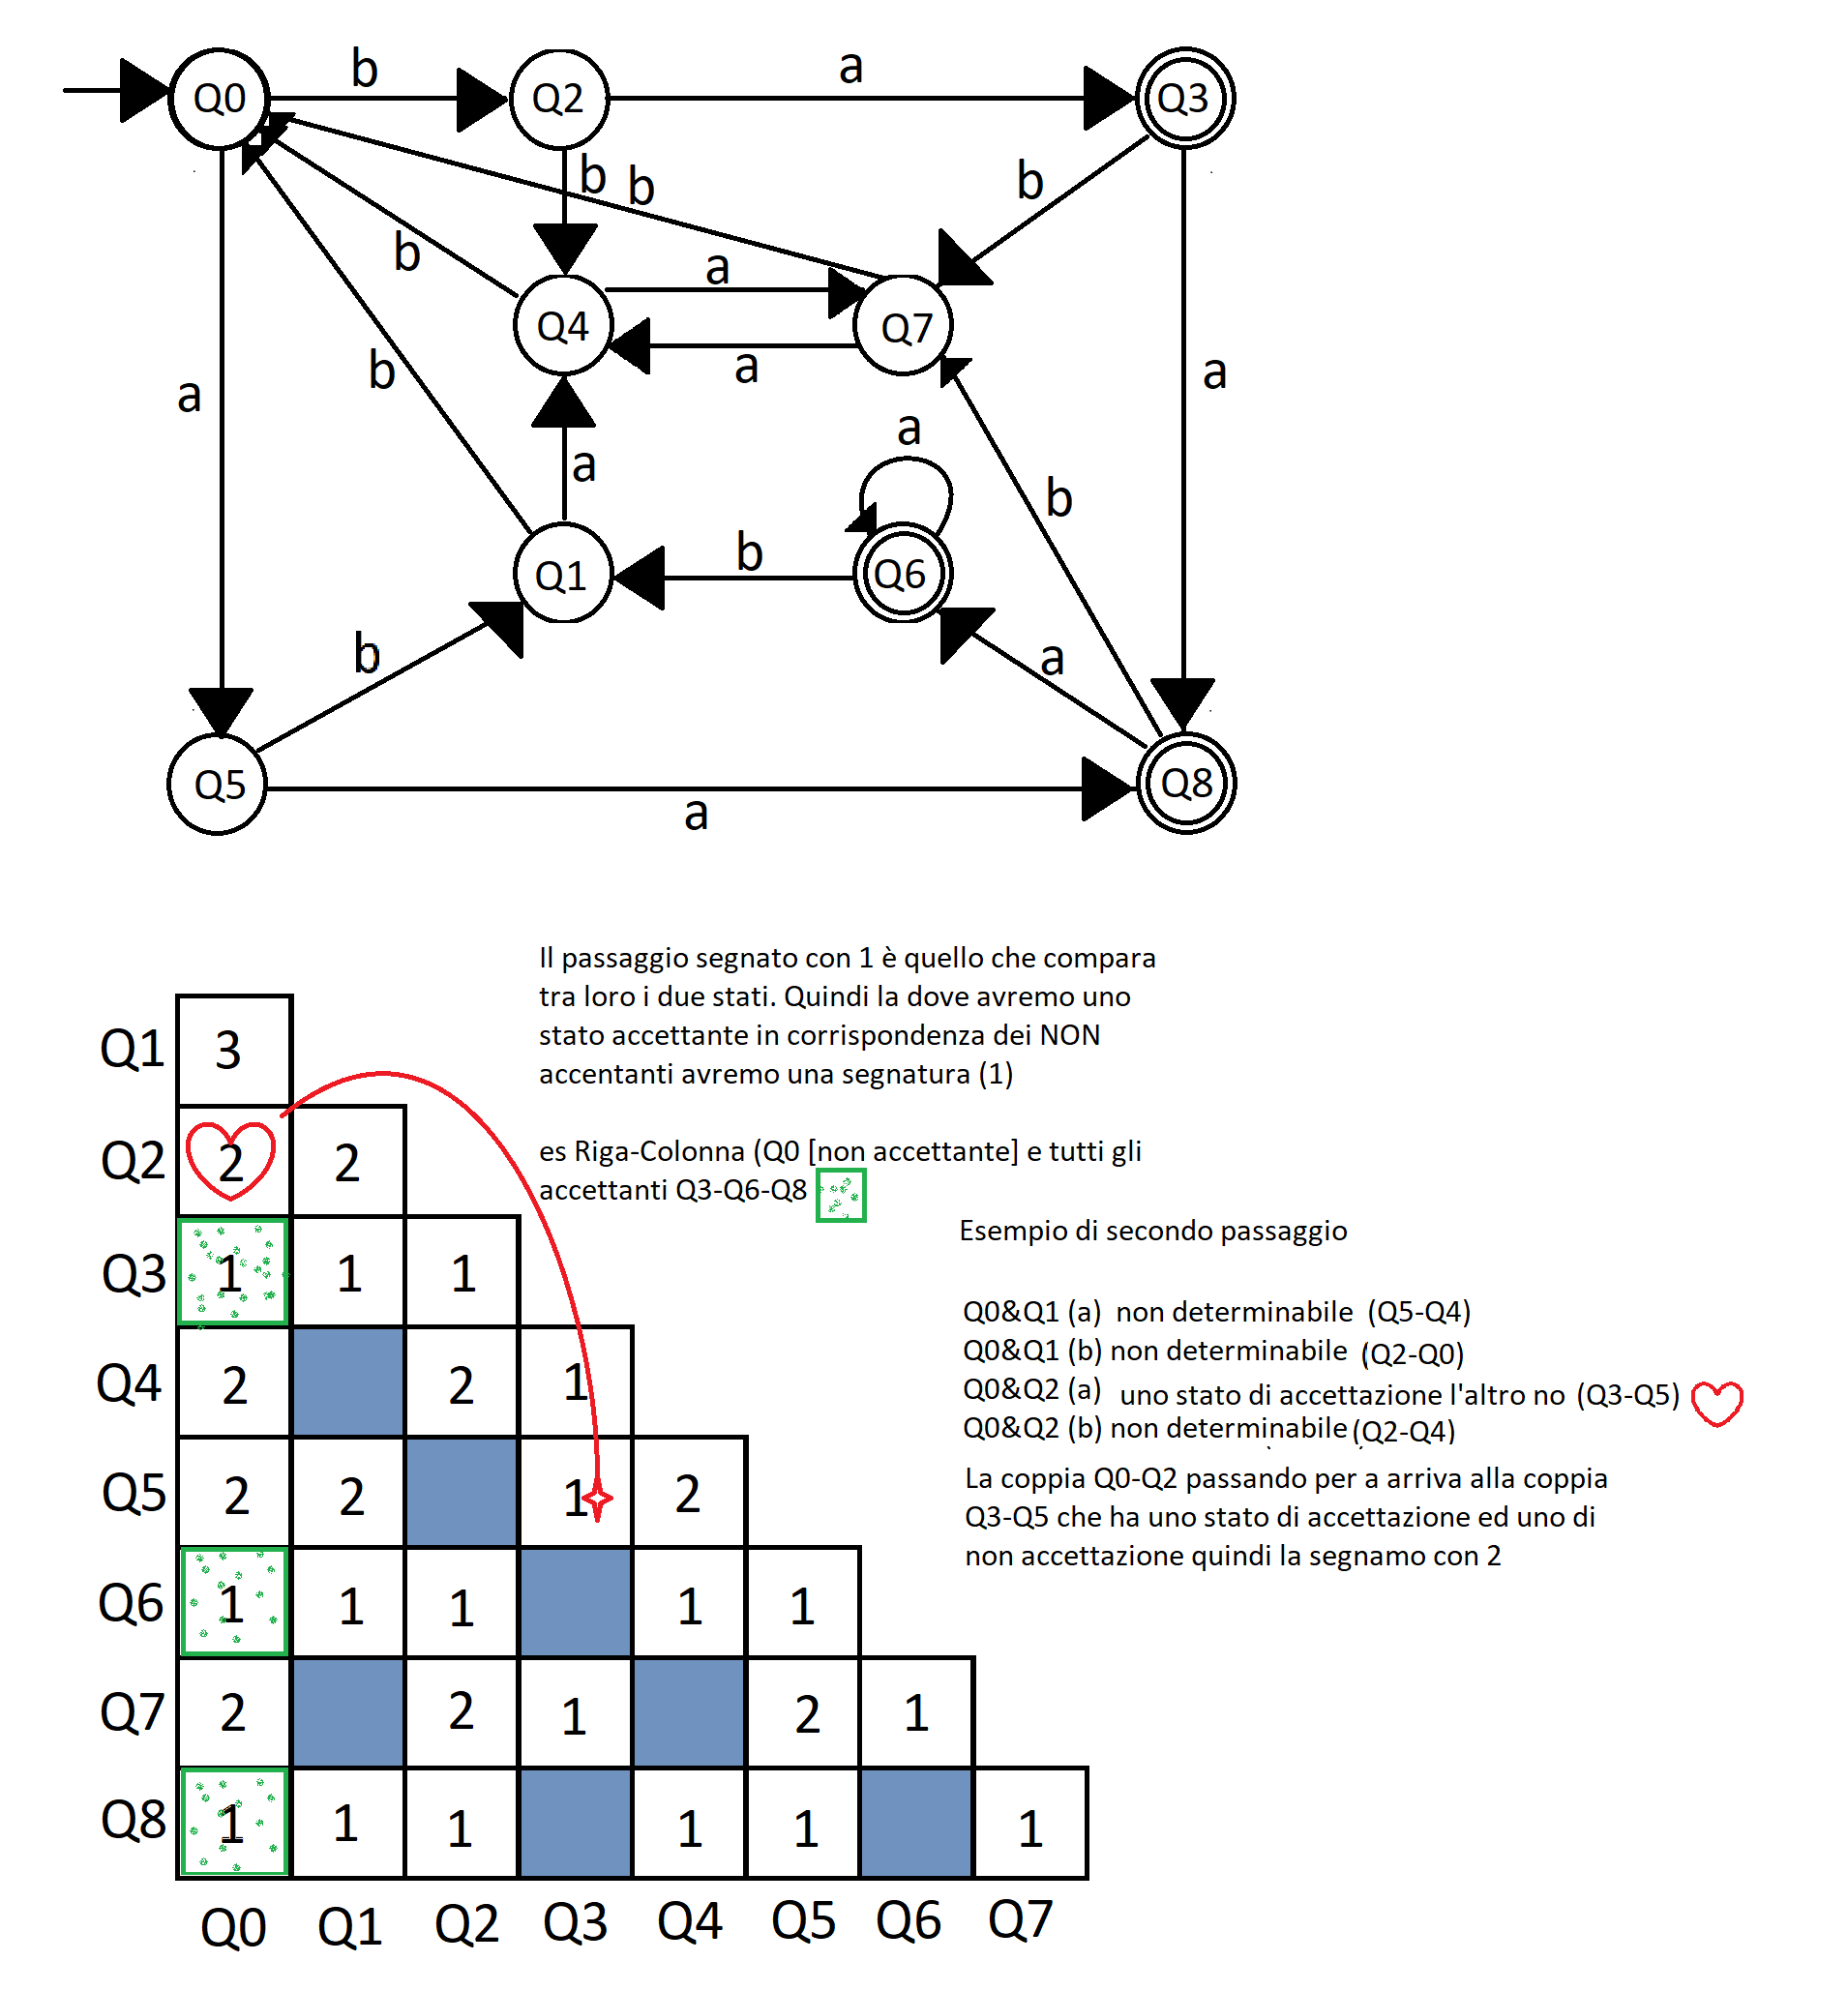 b
a
Q0
Q2
Q3
b
b
b
b
a
Q4
Q7
a
b
a
a
a
a
b
b
Q1
Q6
b
a
Q5
Q8
a
Il passaggio segnato con 1 è quello che compara
tra loro i due stati. Quindi la dove avremo uno
stato accettante in corrispondenza dei NON
accentanti avremo una segnatura (1)
es Riga-Colonna (Q0 [non accettante] e tutti gli
accettanti Q3-Q6-Q8
Esempio di secondo passaggio
Q0&Q1 (a) non determinabile (Q5-Q4)
Q0&Q1 (b) non determinabile (Q2-Q0)
Q0&Q2 (a) uno stato di accettazione l'altro no (Q3-Q5)
Q0&Q2 (b) non determinabile (Q2-Q4)
La coppia Q0-Q2 passando per a arriva alla coppia
Q3-Q5 che ha uno stato di accettazione ed uno di
non accettazione quindi la segnamo con 2
Q1 3
Q2 2 2
Q3 1 1 1
Q4 2 2 1
Q5 2 2 1 2
Q6 1 1 1 1 1
Q7 2 2 1 2 1
Q8 1 1 1 1 1 1
Q0 Q1 Q2 Q3 Q4 Q5 Q6 Q7